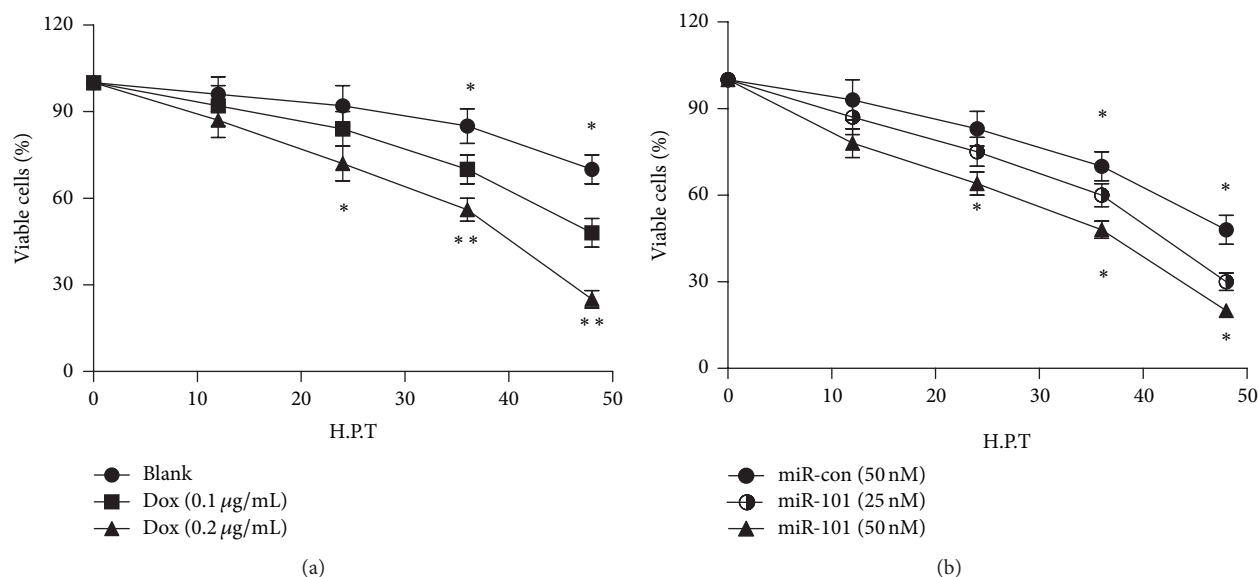 120
90
60
30
0
Viable cells (%)
*
*
*
* *
* *
0
10
20
30
40
50
H.P.T
Blank
Dox (0.1 μg/mL)
Dox (0.2 μg/mL)
(a)
120
90
60
30
0
Viable cells (%)
*
*
*
*
*
0
10
20
30
40
50
H.P.T
miR-con (50 nM)
miR-101 (25 nM)
miR-101 (50 nM)
(b)